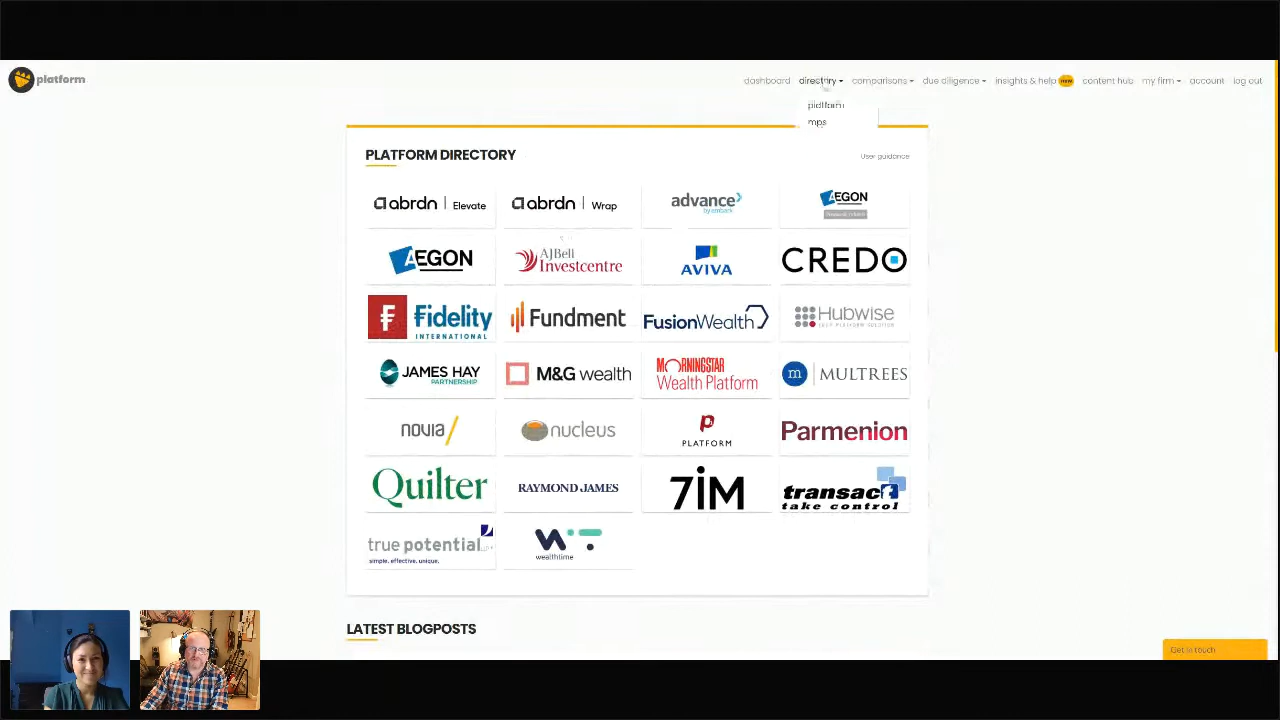 platform
dashboard directory comparisons due diligence insights & help new content hub my firm account log out
platform
mps
PLATFORM DIRECTORY
User guidance
abrdn | Elevate
abrdn | Wrap
advance
by embark
AEGON
AEGON
AJBell
Investcentre
AVIVA
CREDO
Fidelity
INTERNATIONAL
Fundment
FusionWealth
Hubwise
JAMES HAY
PARTNERSHIP
M&G wealth
MORNINGSTAR
Wealth Platform
m | MULTREES
novia
nucleus
P
PLATFORM
Parmenion
Quilter
RAYMOND JAMES
7iM
transact
take control
true potential
simple. effective. unique.
wealthtime
LATEST BLOGPOSTS
Get in touch